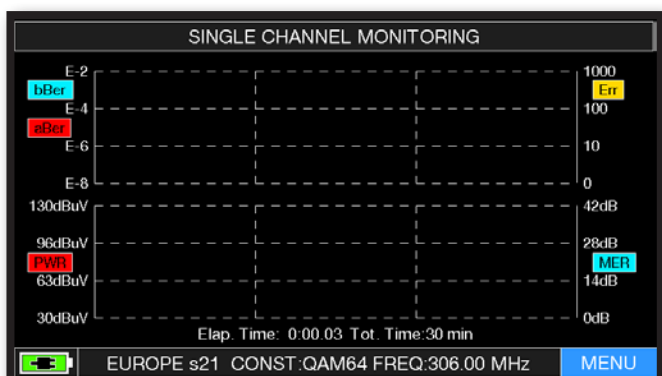 SINGLE CHANNEL MONITORING
E-2
1000
bBer
Err
E-4
100
aBer
E-6
10
E-8
0
130dBuV
42dB
96dBuV
28dB
PWR
MER
63dBuV
14dB
30dBuV
0dB
Elap. Time: 0:00.03 Tot. Time:30 min
EUROPE s21 CONST:QAM64 FREQ:306.00 MHz
MENU